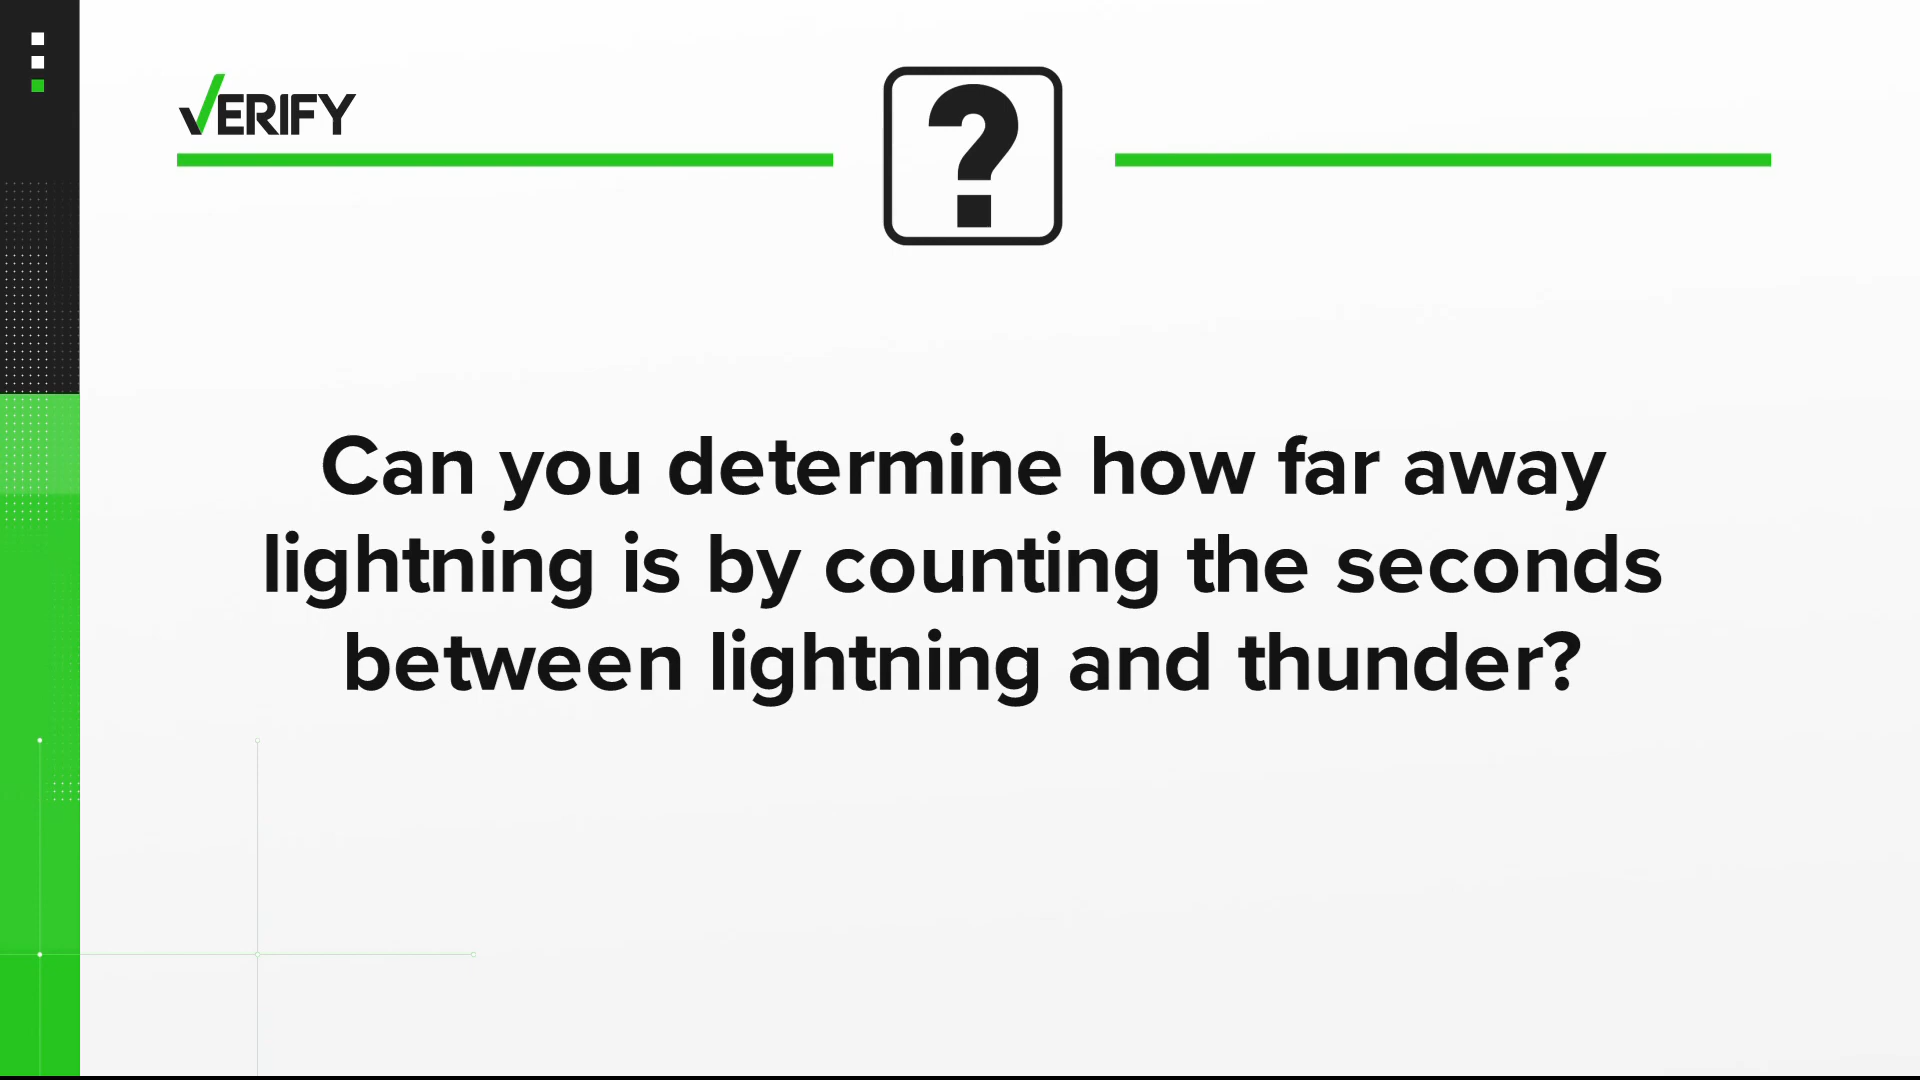 VERIFY
?
Can you determine how far away
lightning is by counting the seconds
between lightning and thunder?